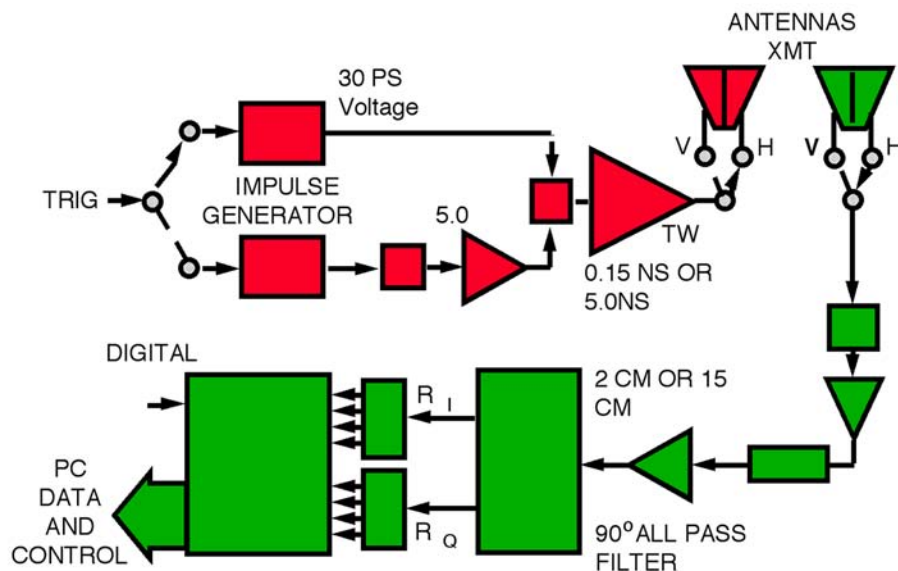 ANTENNAS
XMT
30 PS
Voltage
V
H
V
H
TRIG
IMPULSE
GENERATOR
5.0
TW
0.15 NS OR
5.0NS
DIGITAL
2 CM OR 15
CM
R I
PC
DATA
AND
CONTROL
R Q
90° ALL PASS
FILTER